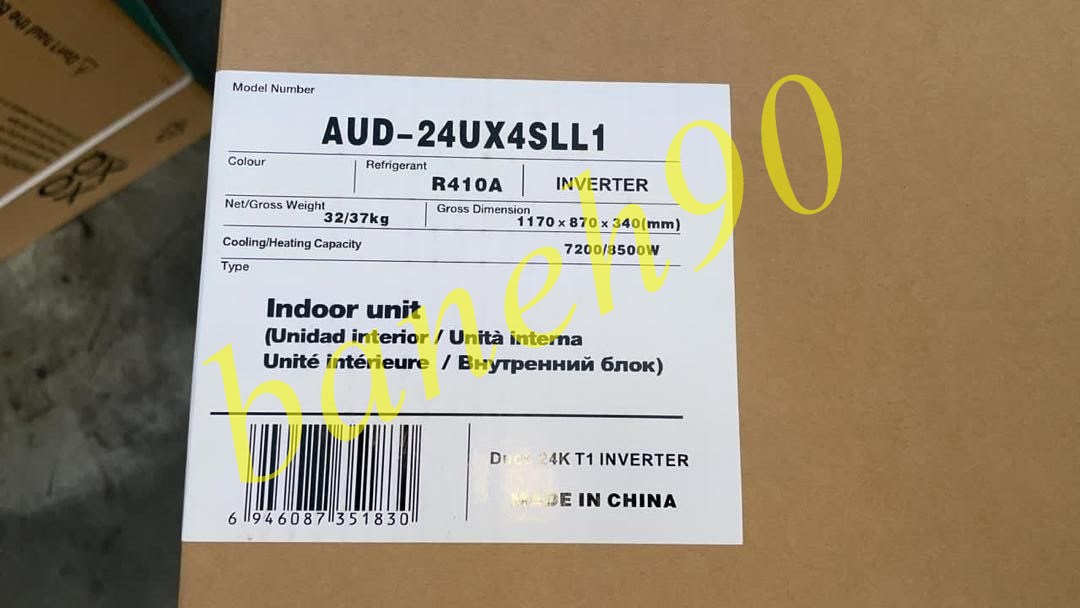 Model Number
AUD-24UX4SLL1
Colour
Refrigerant
R410A
INVERTER
Net/Gross Weight
32/37kg
Gross Dimension
1170 x 870 x 340(mm)
Cooling/Heating Capacity
7200/8500W
Type
Indoor unit
(Unidad interior / Unità interna
Unité intérieure / Внутренний блок)
Duct 24K T1 INVERTER
MADE IN CHINA
6 946087 351830
baneh90